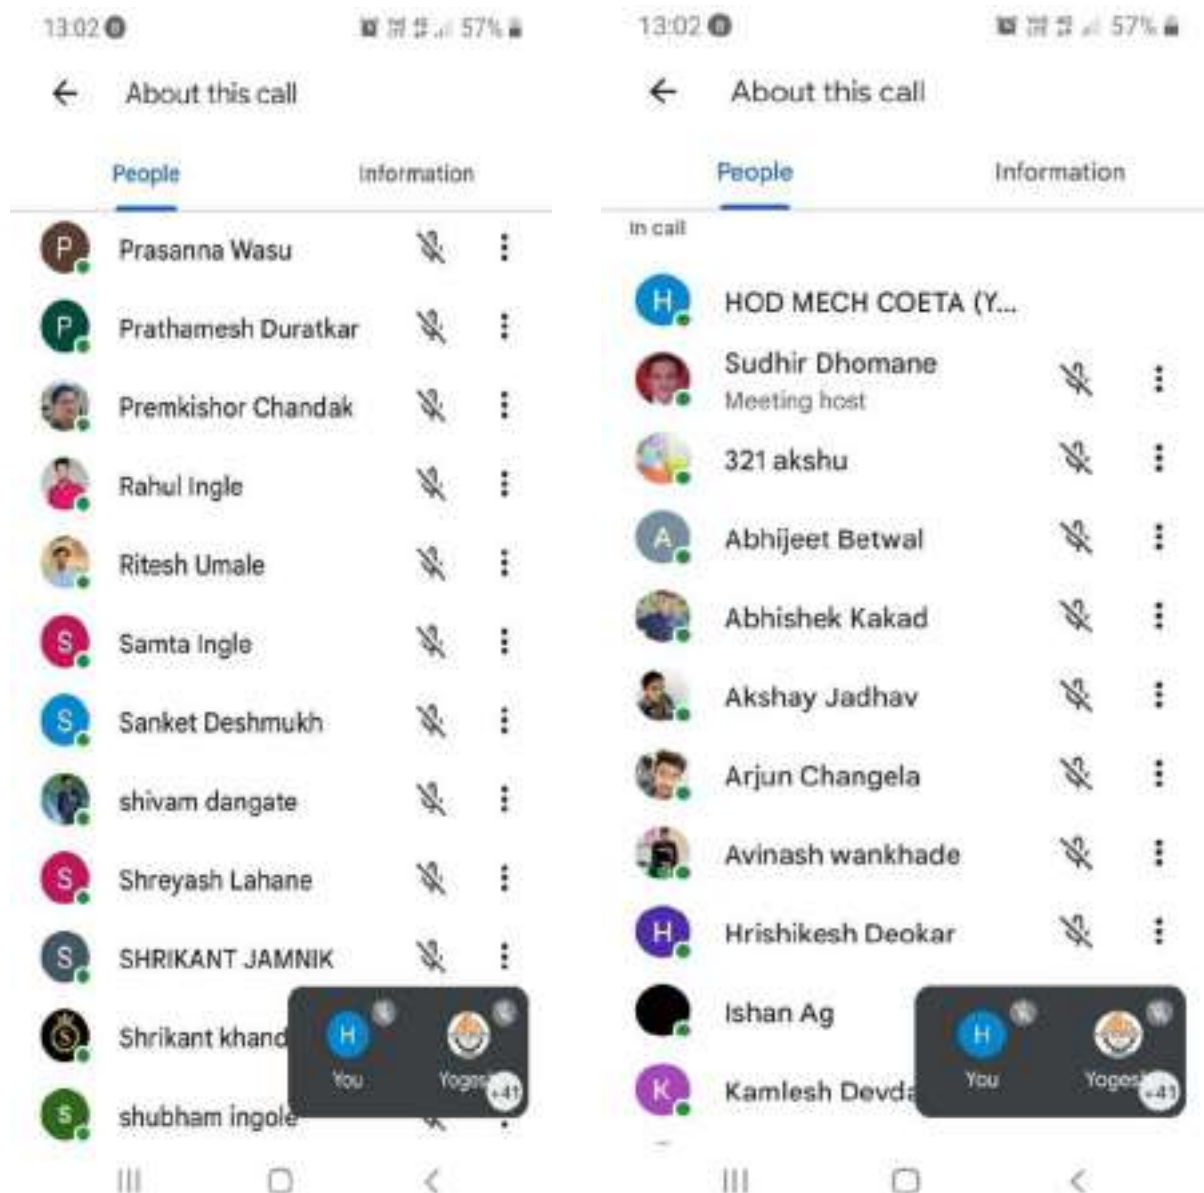 13:02
57%
About this call
People
Information
P
Prasanna Wasu
P
Prathamesh Duratkar
Premkishor Chandak
Rahul Ingle
Ritesh Umale
S
Samta Ingle
S
Sanket Deshmukh
shivam dangate
S
Shreyash Lahane
S
SHRIKANT JAMNIK
S
Shrikant khand
S
shubham ingole
H
You
Yoges
+41
13:02
57%
About this call
People
Information
In call
H
HOD MECH COETA (Y...
Sudhir Dhomane
Meeting host
321 akshu
A
Abhijeet Betwal
Abhishek Kakad
Akshay Jadhav
Arjun Changela
Avinash wankhade
H
Hrishikesh Deokar
Ishan Ag
K
Kamlesh Devda
H
You
Yoges
+41